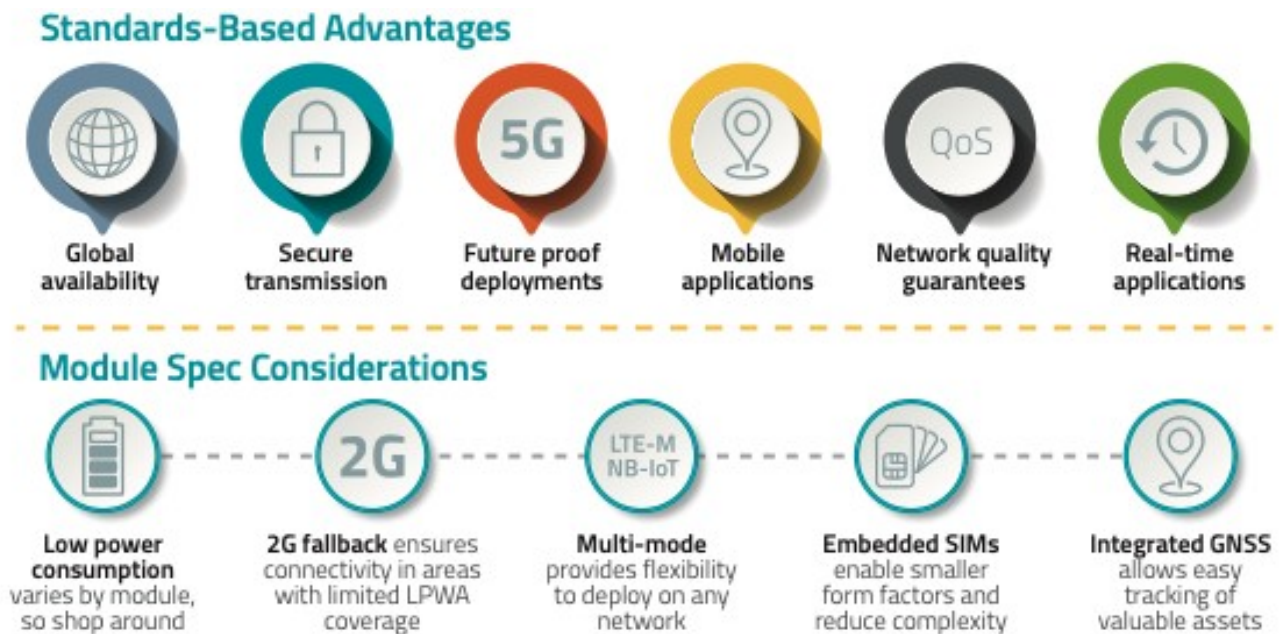 Standards-Based Advantages
5G
QoS
Global
availability
Secure
transmission
Future proof
deployments
Mobile
applications
Network quality
guarantees
Real-time
applications
Module Spec Considerations
2G
LTE-M
NB-IoT
Low power
consumption
varies by module,
so shop around
2G fallback ensures
connectivity in areas
with limited LPWA
coverage
Multi-mode
provides flexibility
to deploy on any
network
Embedded SIMs
enable smaller
form factors and
reduce complexity
Integrated GNSS
allows easy
tracking of
valuable assets